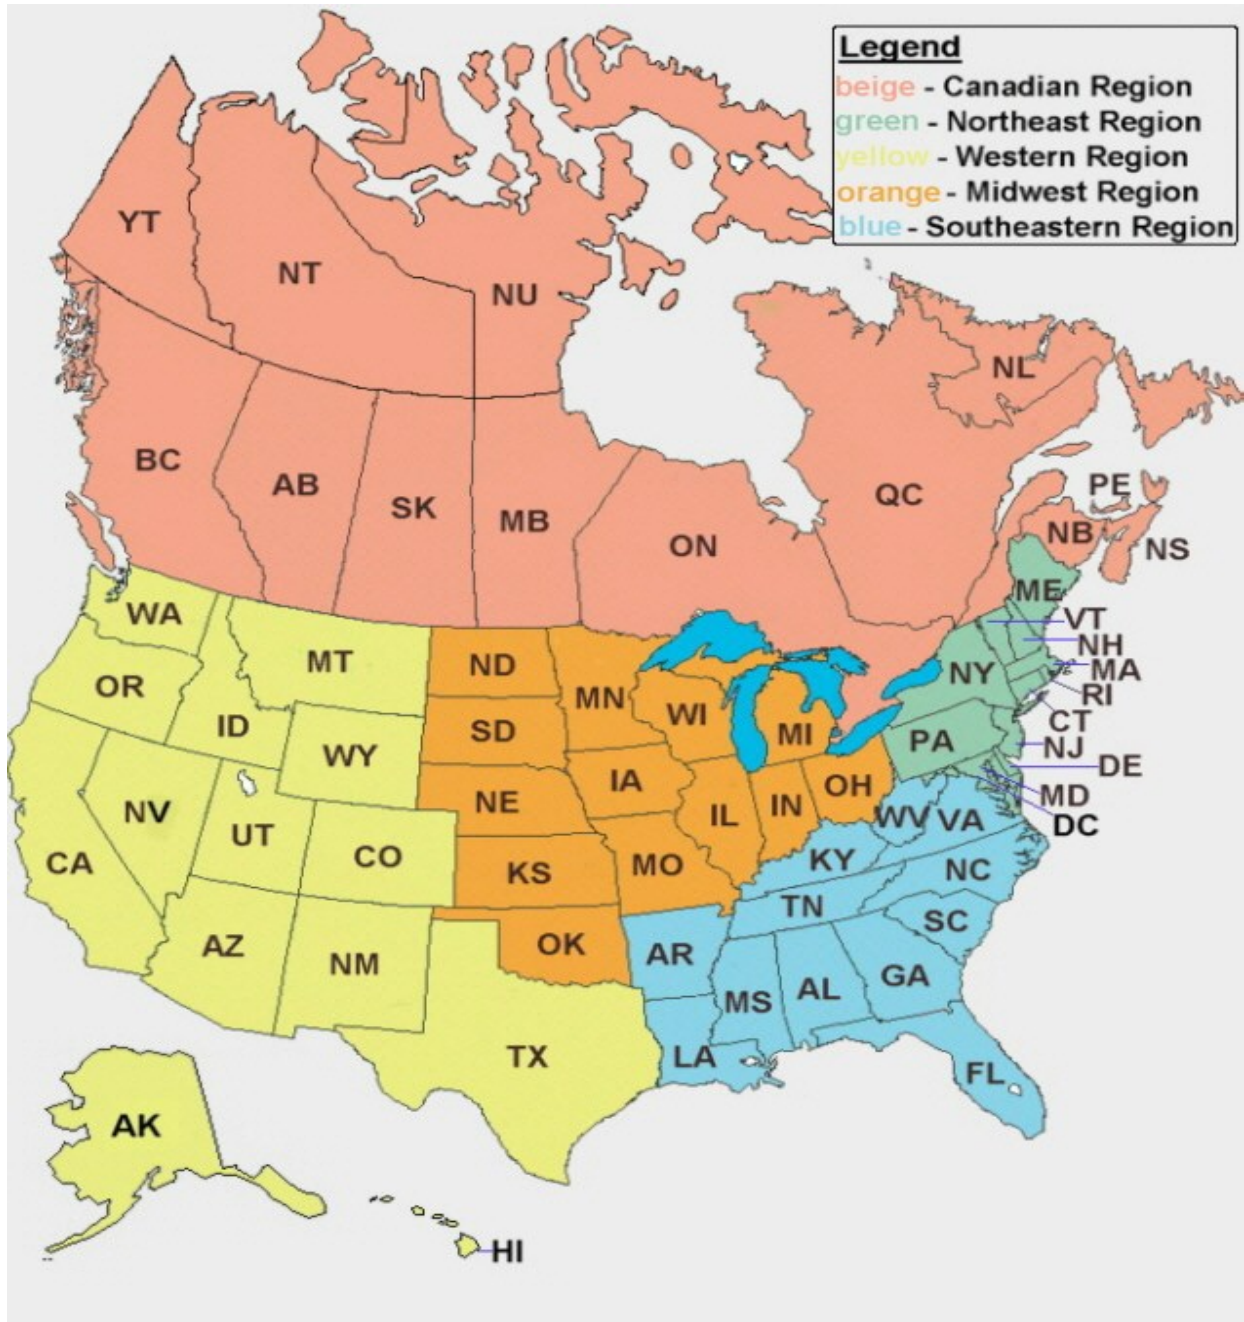 Legend
beige - Canadian Region
green - Northeast Region
yellow - Western Region
orange - Midwest Region
blue - Southeastern Region
YT
NT
NU
NL
BC
AB
SK
MB
ON
QC
PE
NB
NS
ME
VT
NH
MA
RI
CT
NJ
DE
MD
DC
WA
MT
ND
MN
OR
ID
WY
SD
WI
MI
NY
PA
NV
UT
CO
NE
IA
IL
IN
OH
WV
VA
CA
KS
MO
KY
NC
AZ
NM
OK
AR
TN
SC
MS
AL
GA
TX
LA
FL
AK
HI